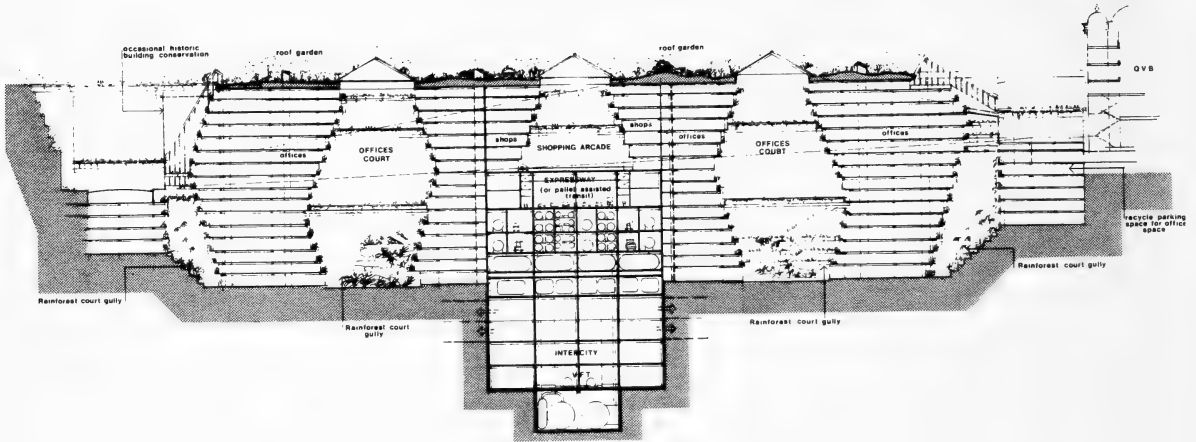 occasional historic
building conservation
roof garden
roof garden
QVB
shops
shops
offices
OFFICES
COURT
SHOPPING ARCADE
offices
OFFICES
COURT
offices
EXPRESSWAY
(or pallet assisted
transit)
recycle parking
space for office
space
Rainforest court gully
Rainforest court gully
Rainforest court
gully
Rainforest court gully
INTERCITY